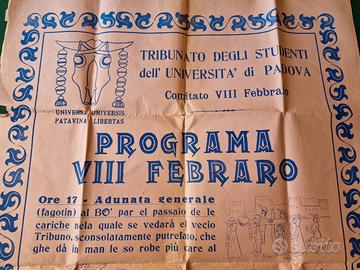 TRIBUNATO DEGLI STUDENTI
dell'UNIVERSITA' di PADOVA
Comitato VIII Febbraio
UNIVERSA UNIVERSIS
PATAVINA LIBERTAS
PROGRAMA
VIII FEBRARO
Ore 17 - Adunata generale
(fagotin) al BO' par el passaio de
le cariche nela quale se vedarà el vecio
Tribuno, sconsolatamente putrefato, che
ghe dà in man le so robe più care al
subito